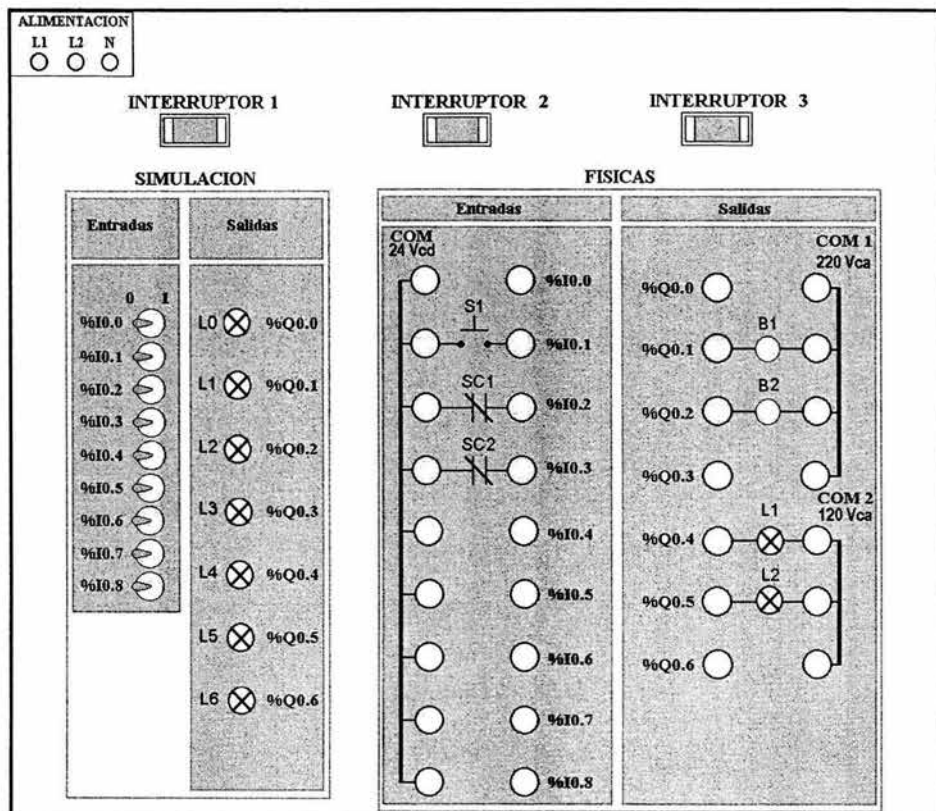 ALIMENTACION
L1 L2 N
INTERRUPTOR 1
INTERRUPTOR 2
INTERRUPTOR 3
SIMULACION
Entradas
Salidas
0 1
%I0.0
%I0.1
%I0.2
%I0.3
%I0.4
%I0.5
%I0.6
%I0.7
%I0.8
L0 %Q0.0
L1 %Q0.1
L2 %Q0.2
L3 %Q0.3
L4 %Q0.4
L5 %Q0.5
L6 %Q0.6
FISICAS
Entradas
COM
24 Vcd
%I0.0
S1
%I0.1
SC1
%I0.2
SC2
%I0.3
%I0.4
%I0.5
%I0.6
%I0.7
%I0.8
Salidas
COM 1
220 Vca
%Q0.0
B1
%Q0.1
B2
%Q0.2
%Q0.3
COM 2
120 Vca
L1
%Q0.4
L2
%Q0.5
%Q0.6